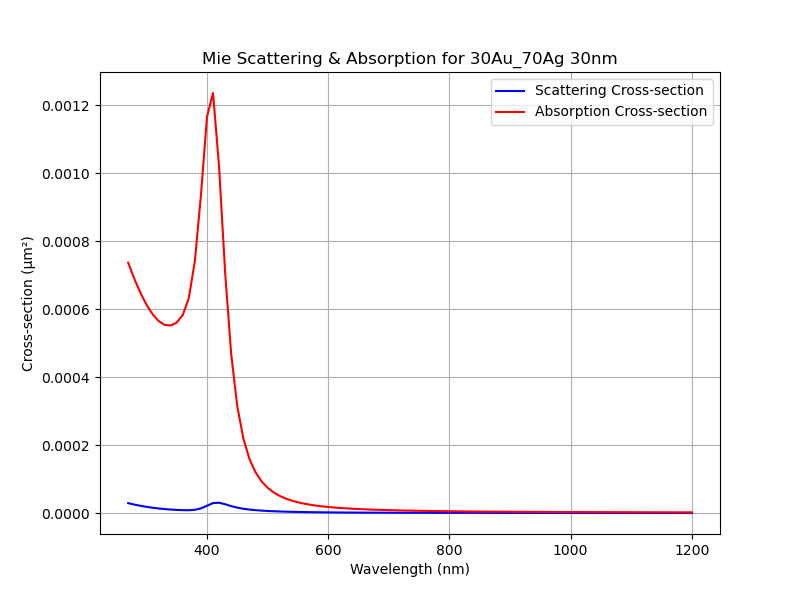 Mie Scattering & Absorption for 30Au_70Ag 30nm
Scattering Cross-section
Absorption Cross-section
Cross-section (μm²)
0.0012
0.0010
0.0008
0.0006
0.0004
0.0002
0.0000
400
600
800
1000
1200
Wavelength (nm)